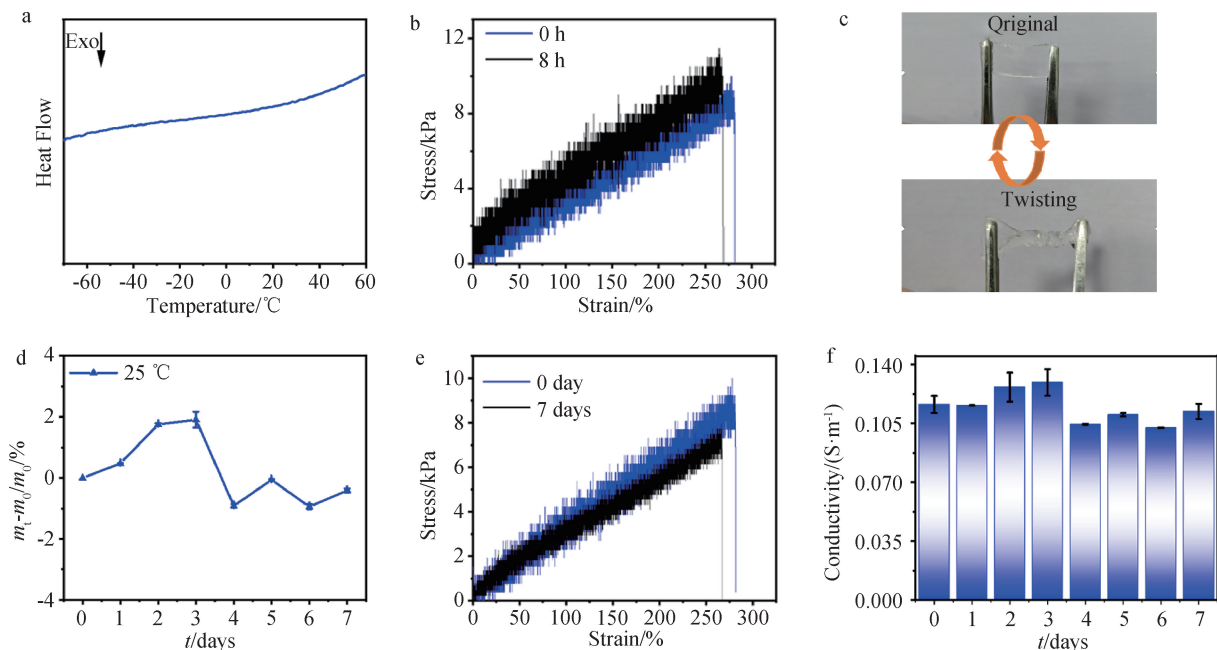 a
Exo
Heat Flow
-60 -40 -20 0 20 40 60
Temperature/℃
b
0 h
8 h
12
8
4
0
Stress/kPa
0 50 100 150 200 250 300
Strain/%
c
Qriginal
Twisting
d
25 ℃
4
2
0
-2
-4
mt-m0/m0/%
0 1 2 3 4 5 6 7
t/days
e
0 day
7 days
10
8
6
4
2
0
Stress/kPa
0 50 100 150 200 250 300
Strain/%
f
0.140
0.105
0.070
0.035
0.000
Conductivity/(S·m⁻¹)
0 1 2 3 4 5 6 7
t/days